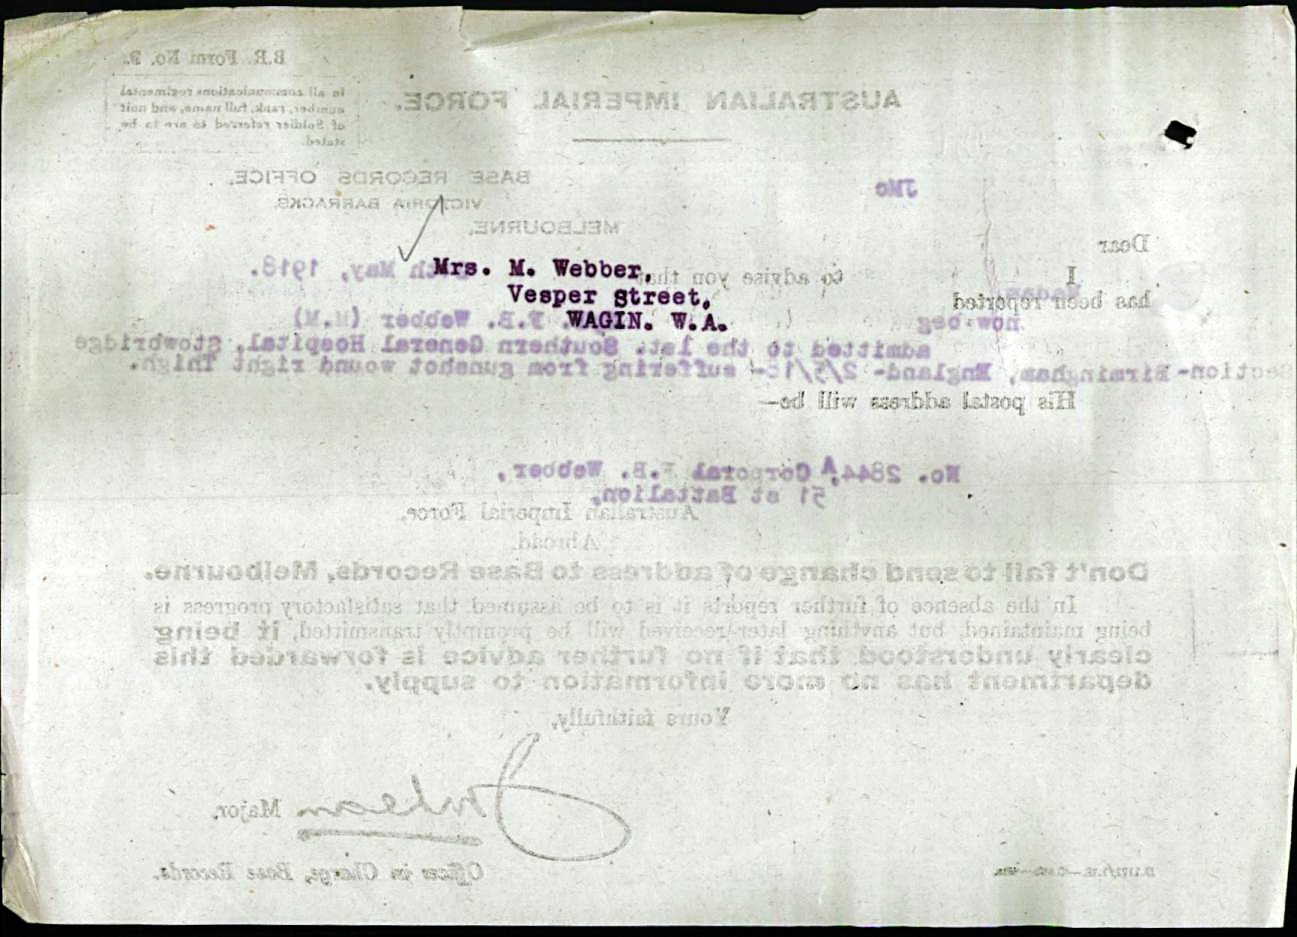 B.R. Form No. 9.
In all communications regimental
number, rank, full name, and unit
of Soldier referred to are to be
stated.
AUSTRALIAN IMPERIAL FORCE.
BASE RECORDS OFFICE,
VICTORIA BARRACKS
MELBOURNE,
JMc
May, 1918.
Dear Madam,
I now beg to advise you that
has been reported
F.B. Webber (M.M)
admitted to the 1st. Southern General Hospital, Stowbridge
Section-Birmingham, England- 2/5/18- suffering from gunshot wound right Thigh.
His postal address will be—
No. 2844A, Corporal F.B. Webber,
51 st Battalion,
Australian Imperial Force,
Abroad.
Don't fail to send change of address to Base Records, Melbourne.
In the absence of further reports it is to be assumed that satisfactory progress is
being maintained, but anything later received will be promptly transmitted, it being
clearly understood that if no further advice is forwarded this
department has no more information to supply.
Yours faithfully,
Major.
Officer in Charge, Base Records.
Mrs. M. Webber,
Vesper Street,
WAGIN. W.A.